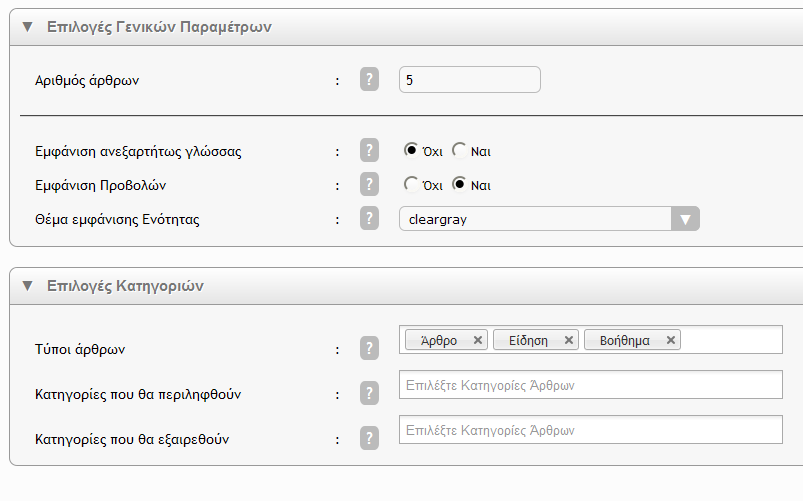 ▼ Επιλογές Γενικών Παραμέτρων
Αριθμός άρθρων : ? 5
Εμφάνιση ανεξαρτήτως γλώσσας : ? Όχι Ναι
Εμφάνιση Προβολών : ? Όχι Ναι
Θέμα εμφάνισης Ενότητας : ? cleargray ▼
▼ Επιλογές Κατηγοριών
Τύποι άρθρων : ? Άρθρο × Είδηση × Βοήθημα ×
Κατηγορίες που θα περιληφθούν : ? Επιλέξτε Κατηγορίες Άρθρων
Κατηγορίες που θα εξαιρεθούν : ? Επιλέξτε Κατηγορίες Άρθρων